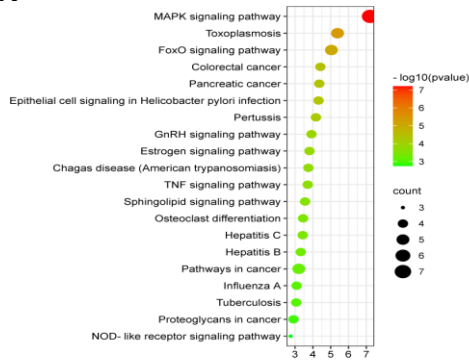 MAPK signaling pathway
Toxoplasmosis
FoxO signaling pathway
Colorectal cancer
Pancreatic cancer
Epithelial cell signaling in Helicobacter pylori infection
Pertussis
GnRH signaling pathway
Estrogen signaling pathway
Chagas disease (American trypanosomiasis)
TNF signaling pathway
Sphingolipid signaling pathway
Osteoclast differentiation
Hepatitis C
Hepatitis B
Pathways in cancer
Influenza A
Tuberculosis
Proteoglycans in cancer
NOD- like receptor signaling pathway
3 4 5 6 7
- log10(pvalue)
7
6
5
4
3
count
3
4
5
6
7